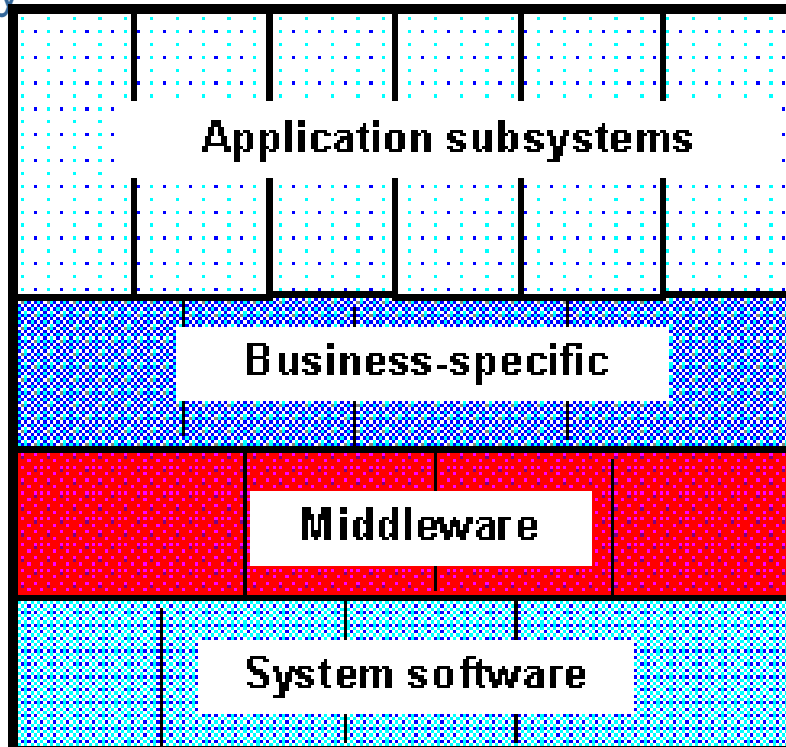 Application subsystems
Business-specific
Middleware
System software